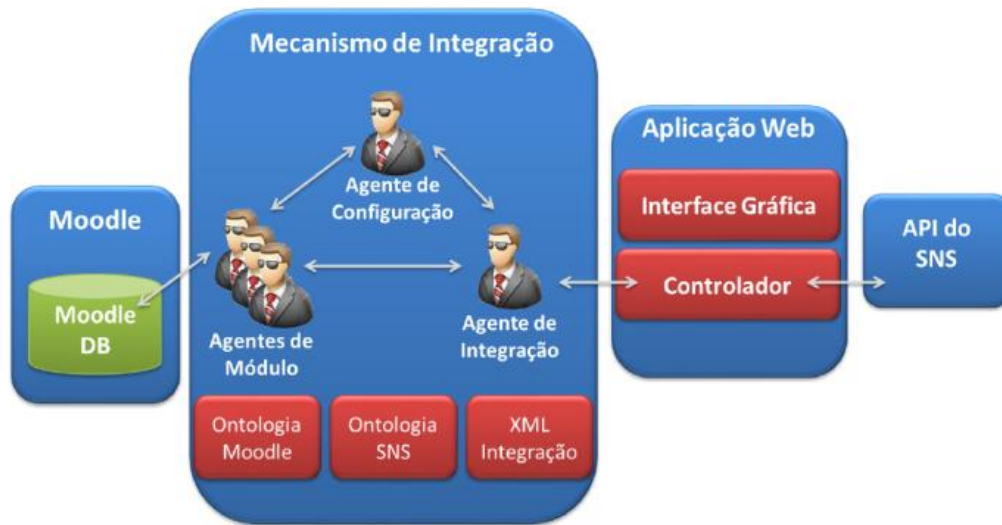 Moodle
Moodle
DB
Mecanismo de Integração
Agente de
Configuração
Agentes de
Módulo
Agente de
Integração
Ontologia
Moodle
Ontologia
SNS
XML
Integração
Aplicação Web
Interface Gráfica
Controlador
API do
SNS